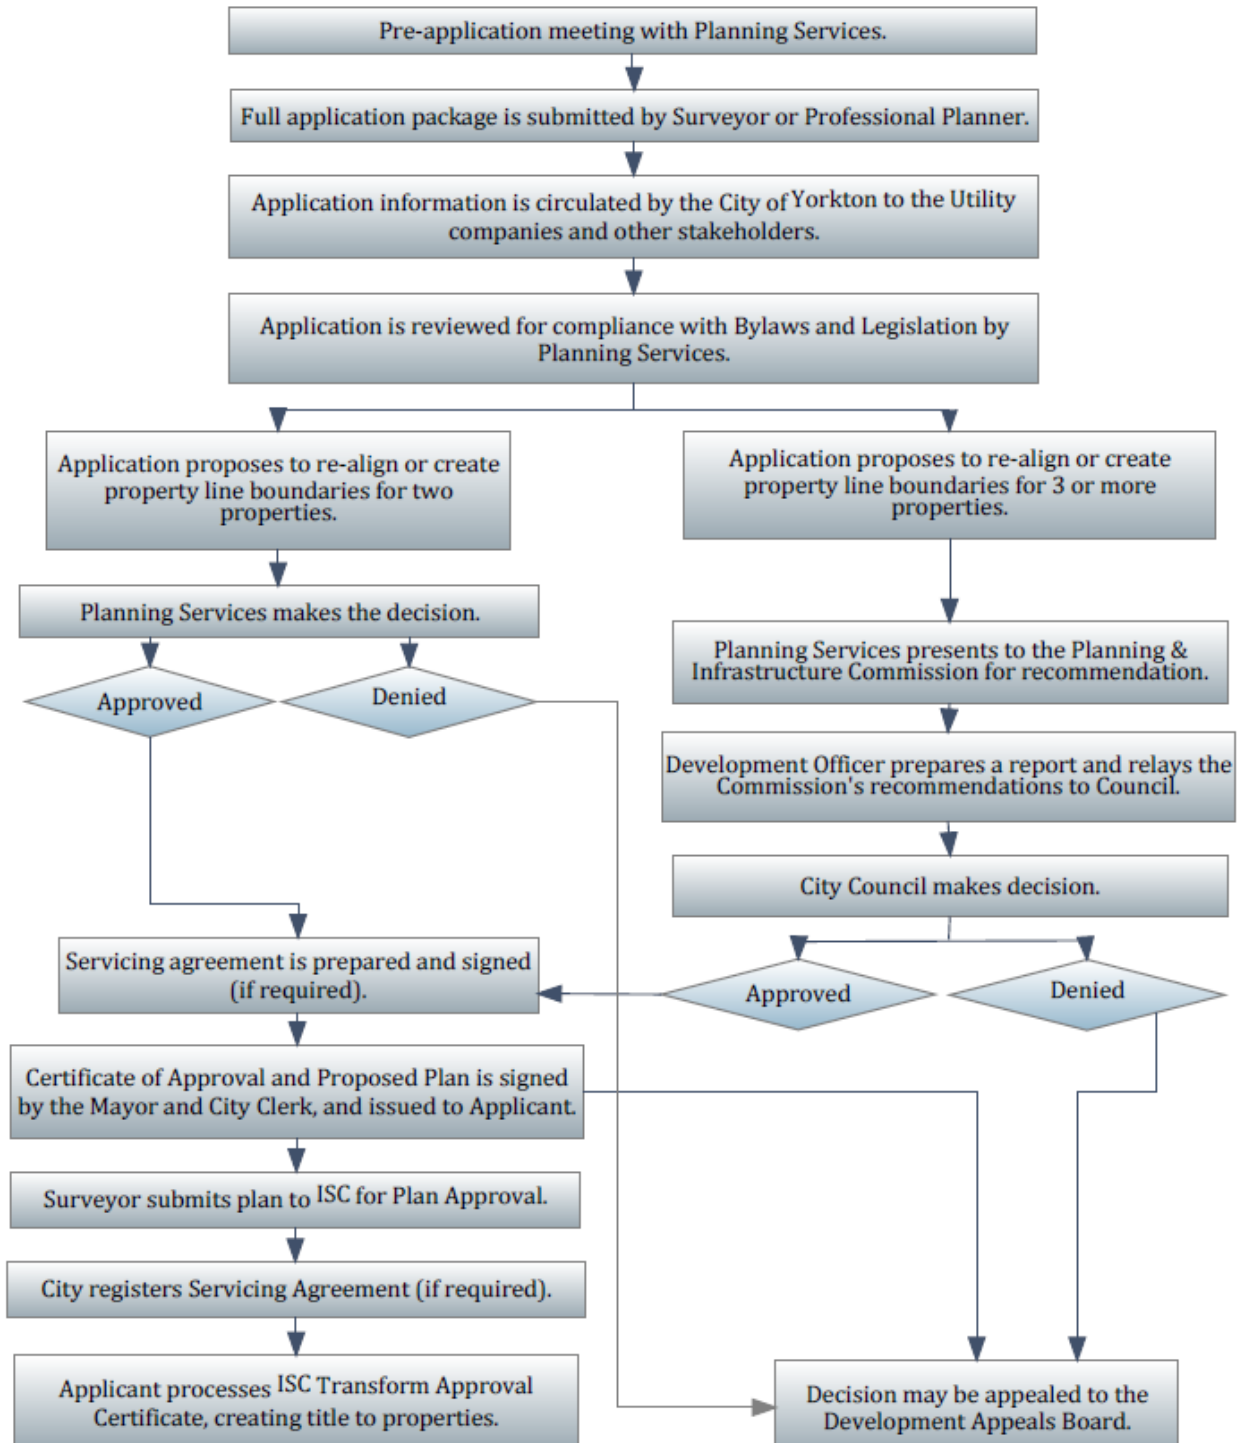 Pre-application meeting with Planning Services.
Full application package is submitted by Surveyor or Professional Planner.
Application information is circulated by the City of Yorkton to the Utility
companies and other stakeholders.
Application is reviewed for compliance with Bylaws and Legislation by
Planning Services.
Application proposes to re-align or create
property line boundaries for two
properties.
Application proposes to re-align or create
property line boundaries for 3 or more
properties.
Planning Services makes the decision.
Approved
Denied
Planning Services presents to the Planning &
Infrastructure Commission for recommendation.
Development Officer prepares a report and relays the
Commission's recommendations to Council.
City Council makes decision.
Approved
Denied
Servicing agreement is prepared and signed
(if required).
Certificate of Approval and Proposed Plan is signed
by the Mayor and City Clerk, and issued to Applicant.
Surveyor submits plan to ISC for Plan Approval.
City registers Servicing Agreement (if required).
Applicant processes ISC Transform Approval
Certificate, creating title to properties.
Decision may be appealed to the
Development Appeals Board.